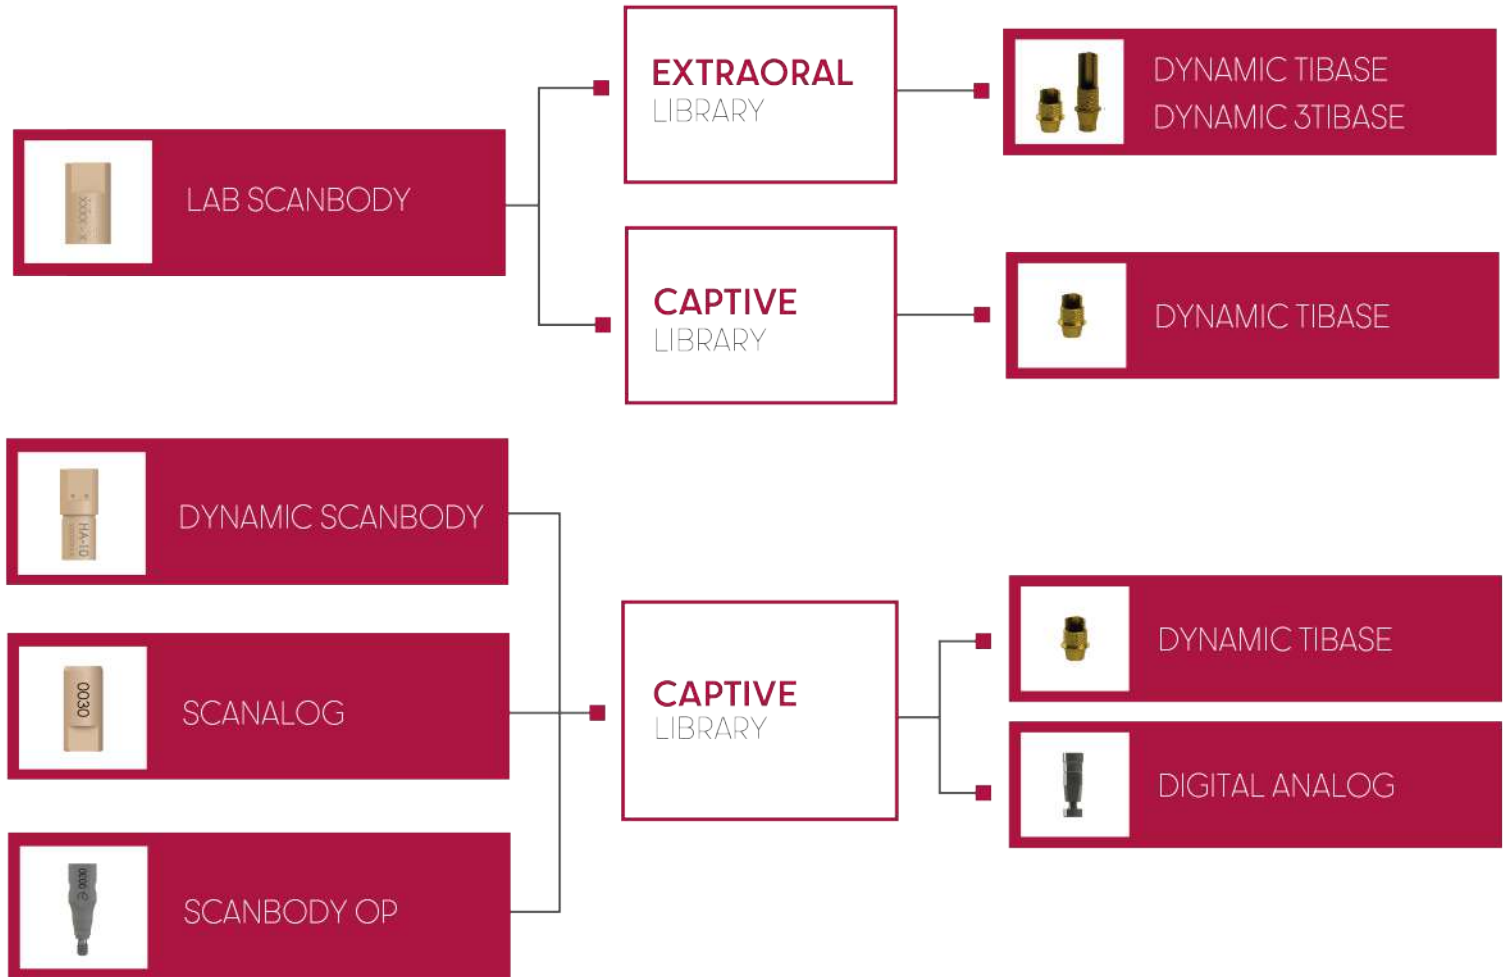 EXTRAORAL
LIBRARY
DYNAMIC TIBASE
DYNAMIC 3TIBASE
LAB SCANBODY
CAPTIVE
LIBRARY
DYNAMIC TIBASE
DYNAMIC SCANBODY
HA-10
SCANALOG
0030
SCANBODY OP
0030
CAPTIVE
LIBRARY
DYNAMIC TIBASE
DIGITAL ANALOG